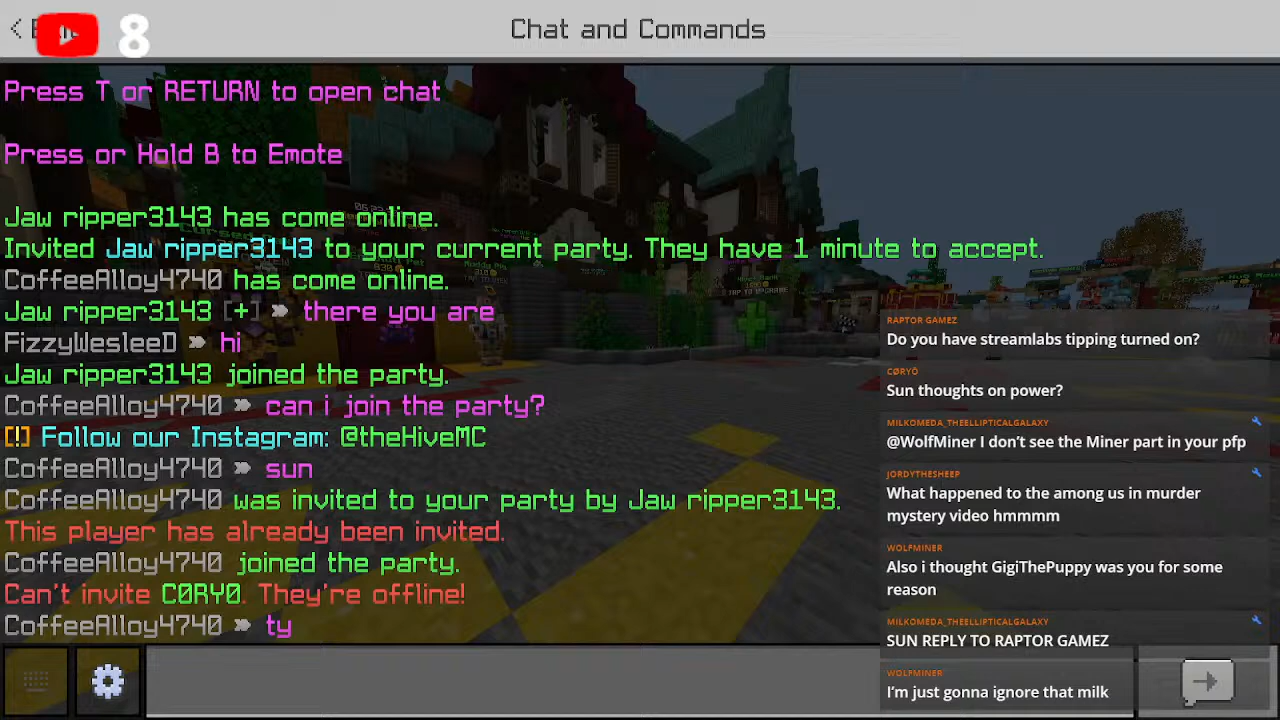 8
Chat and Commands
Press T or RETURN to open chat
Press or Hold B to Emote
Jaw ripper3143 has come online.
Invited Jaw ripper3143 to your current party. They have 1 minute to accept.
CoffeeAlloy4740 has come online.
Jaw ripper3143 [+] » there you are
FizzyWesleeD » hi
Jaw ripper3143 joined the party.
CoffeeAlloy4740 » can i join the party?
[!] Follow our Instagram: @theHiveMC
CoffeeAlloy4740 » sun
CoffeeAlloy4740 was invited to your party by Jaw ripper3143.
This player has already been invited.
CoffeeAlloy4740 joined the party.
Can't invite C0RY0. They're offline!
CoffeeAlloy4740 » ty
RAPTOR GAMEZ
Do you have streamlabs tipping turned on?
CØRYÖ
Sun thoughts on power?
MILKOMEDA_THEELLIPTICALGALAXY
@WolfMiner I don't see the Miner part in your pfp
JORDYTHESHEEP
What happened to the among us in murder
mystery video hmmmm
WOLFMINER
Also i thought GigiThePuppy was you for some
reason
MILKOMEDA_THEELLIPTICALGALAXY
SUN REPLY TO RAPTOR GAMEZ
WOLFMINER
I'm just gonna ignore that milk